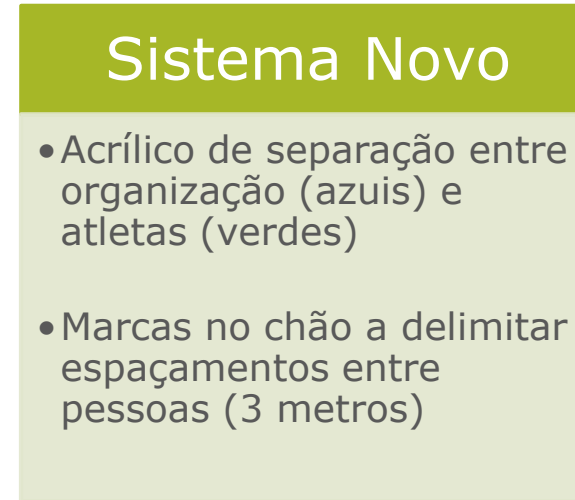 Sistema Novo
•Acrílico de separação entre
organização (azuis) e
atletas (verdes)
•Marcas no chão a delimitar
espaçamentos entre
pessoas (3 metros)